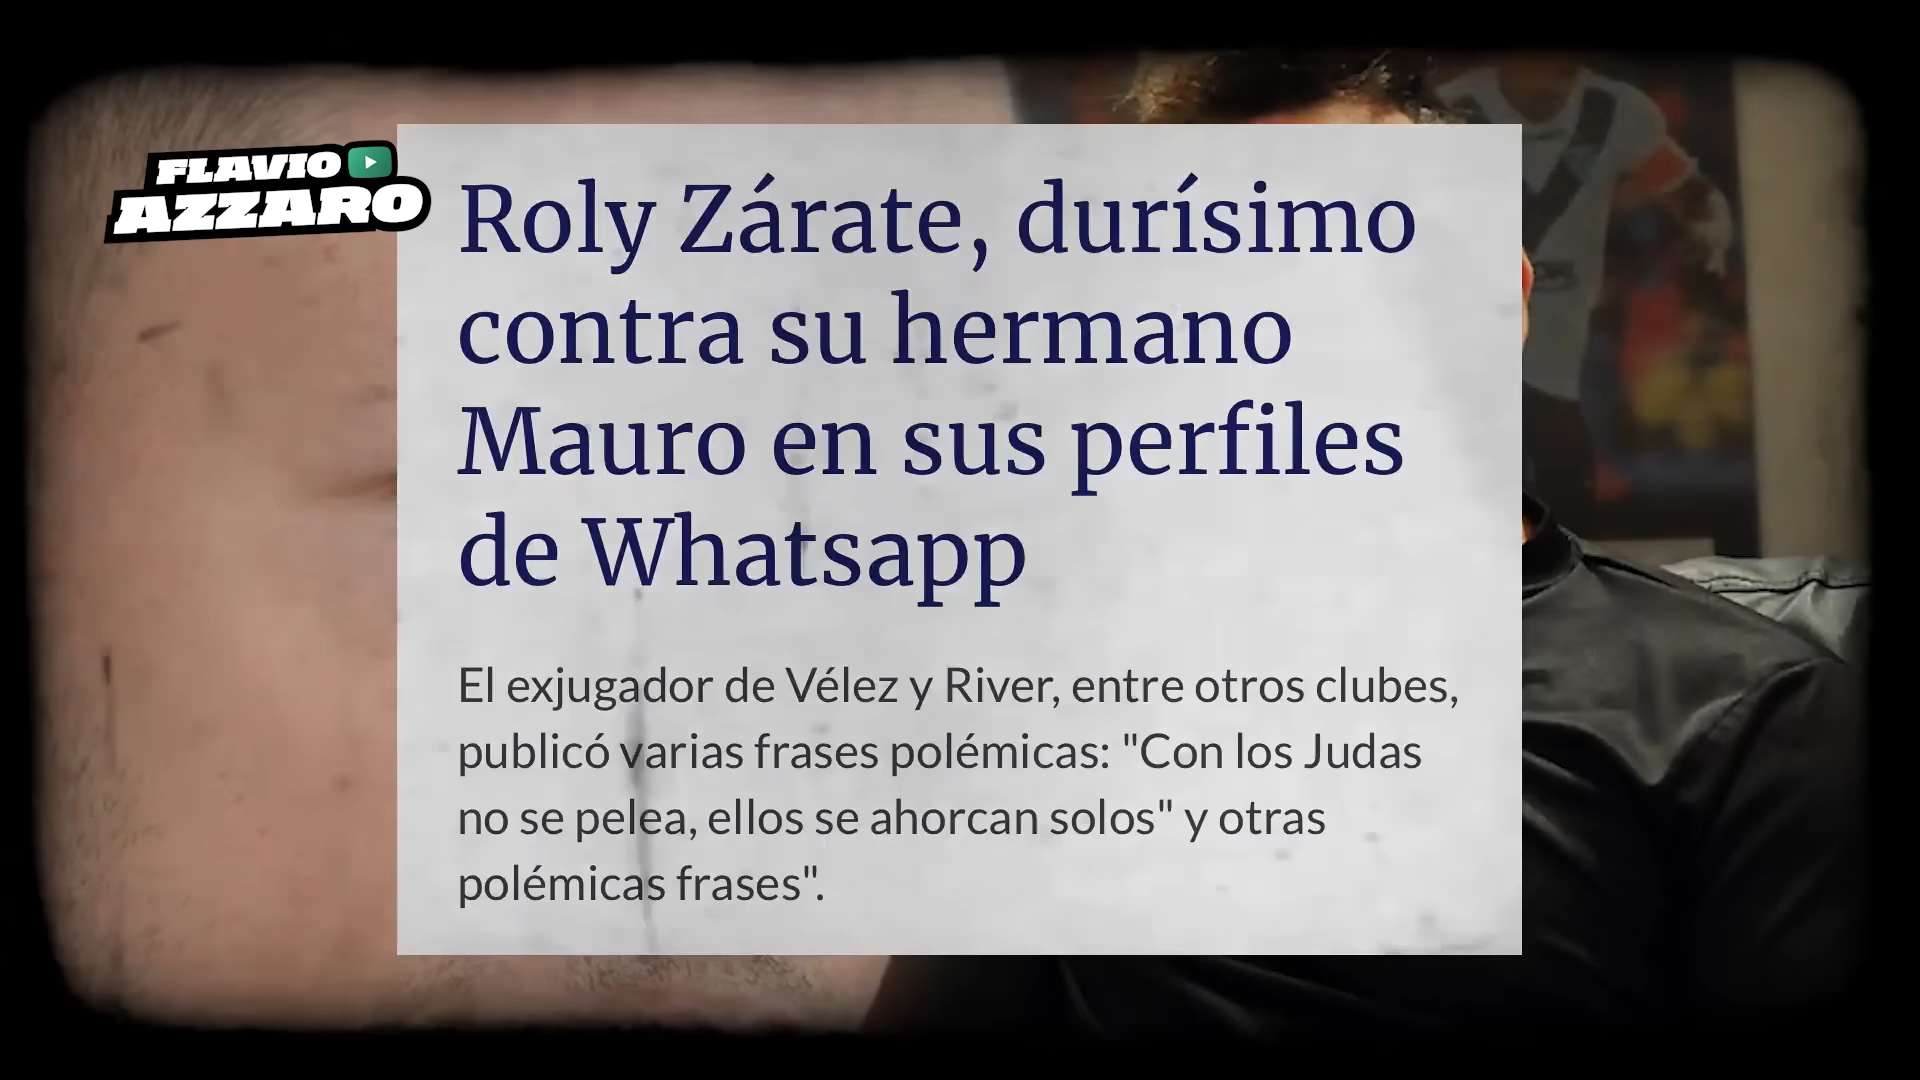 FLAVIO
AZZARO
Roly Zárate, durísimo
contra su hermano
Mauro en sus perfiles
de Whatsapp
El exjugador de Vélez y River, entre otros clubes,
publicó varias frases polémicas: "Con los Judas
no se pelea, ellos se ahorcan solos" y otras
polémicas frases".